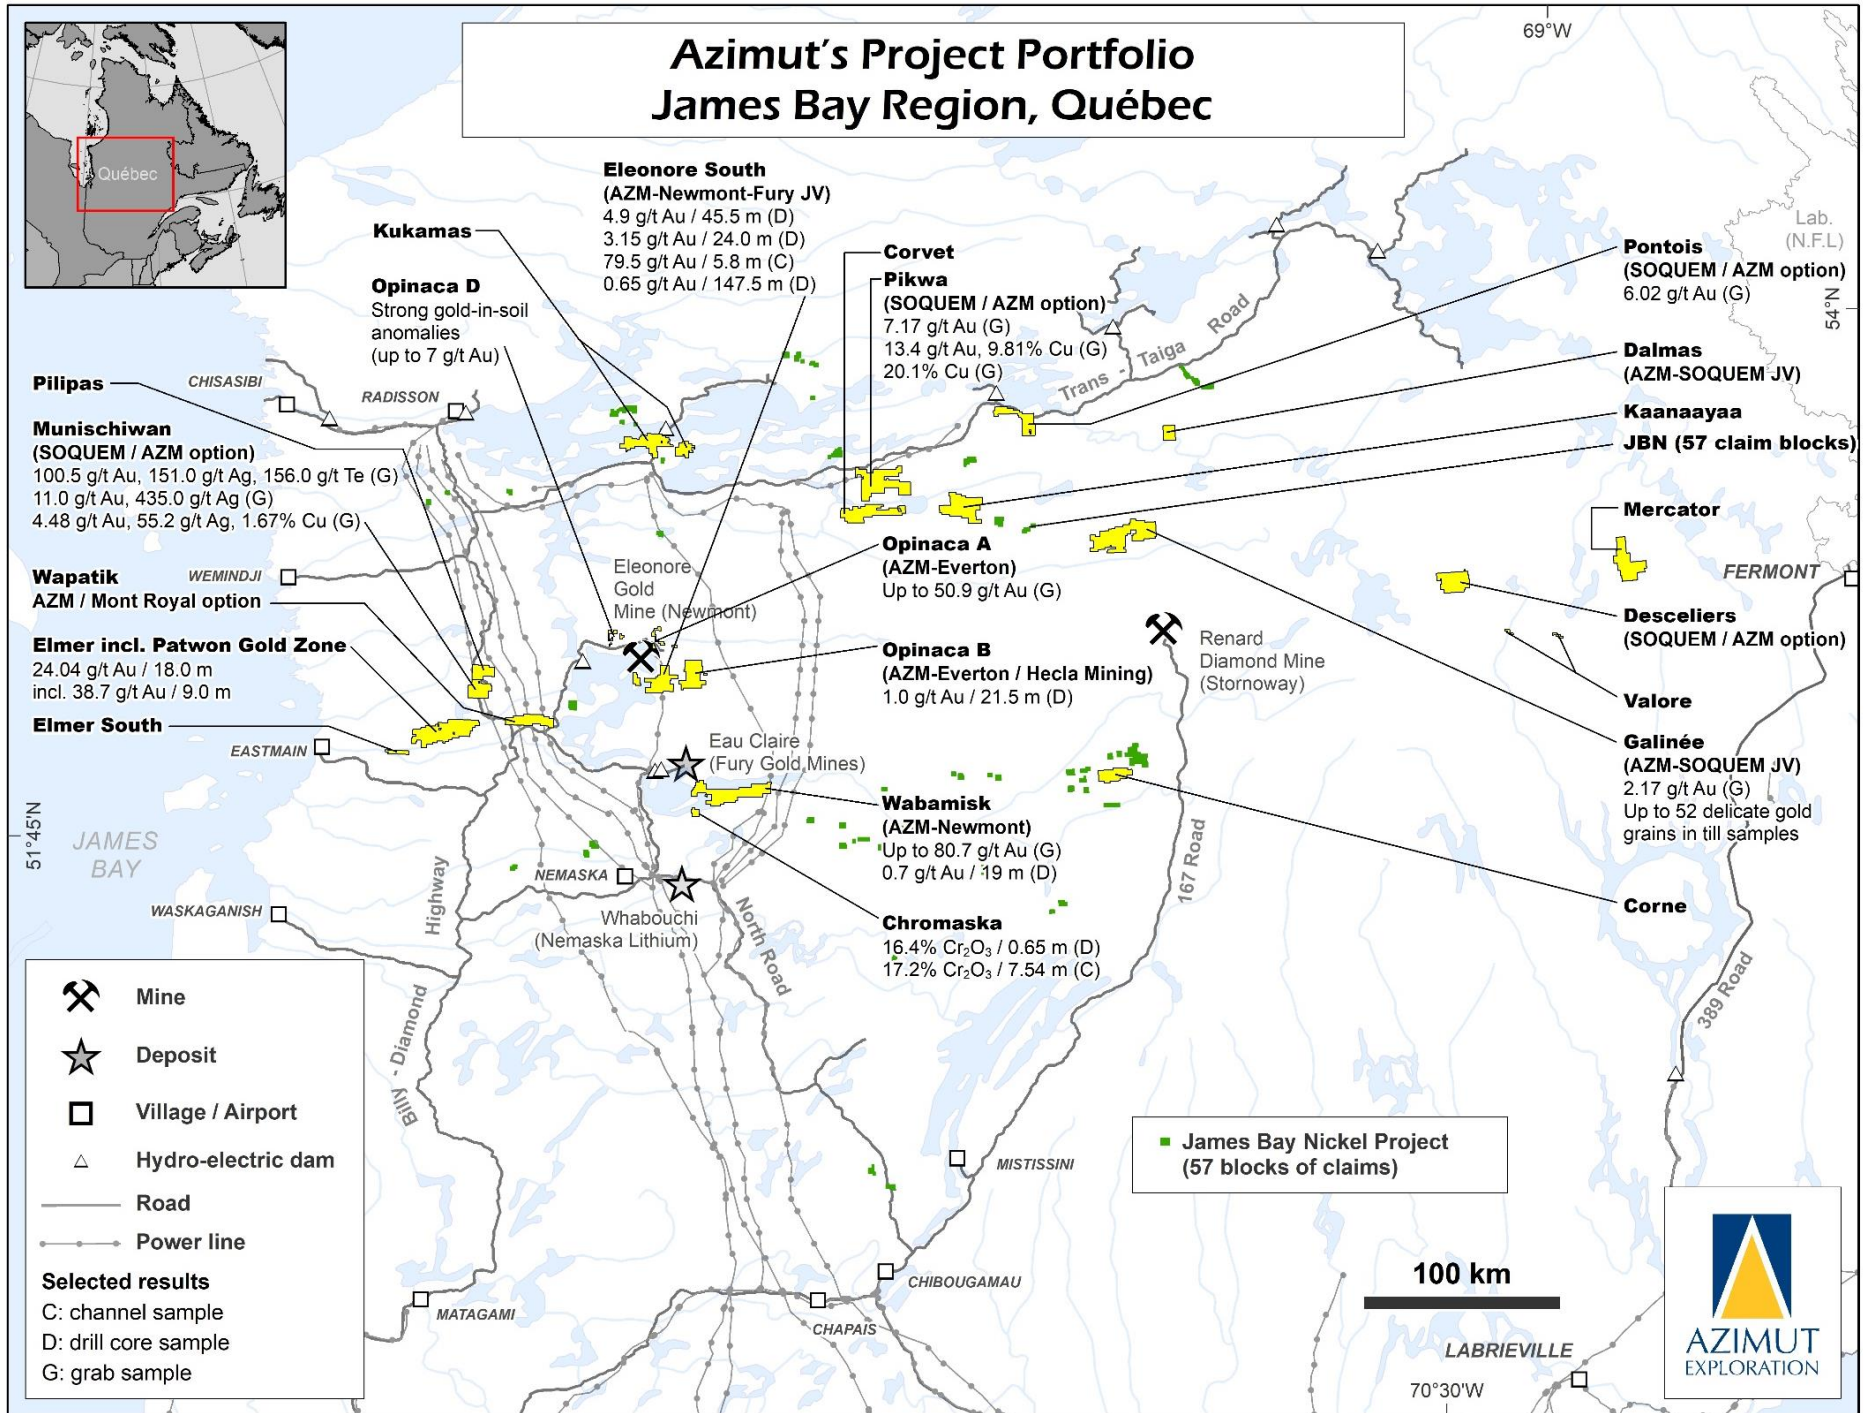 Azimut's Project Portfolio
James Bay Region, Québec
Québec
69°W
54°N
Lab.
(N.F.L)
Eleonore South
(AZM-Newmont-Fury JV)
4.9 g/t Au / 45.5 m (D)
3.15 g/t Au / 24.0 m (D)
79.5 g/t Au / 5.8 m (C)
0.65 g/t Au / 147.5 m (D)
Kukamas
Opinaca D
Strong gold-in-soil
anomalies
(up to 7 g/t Au)
Corvet
Pikwa
(SOQUEM / AZM option)
7.17 g/t Au (G)
13.4 g/t Au, 9.81% Cu (G)
20.1% Cu (G)
Trans - Taiga Road
Pontois
(SOQUEM / AZM option)
6.02 g/t Au (G)
Dalmas
(AZM-SOQUEM JV)
Kaanaayaa
JBN (57 claim blocks)
Mercator
FERMONT
Desceliers
(SOQUEM / AZM option)
Valore
Galinée
(AZM-SOQUEM JV)
2.17 g/t Au (G)
Up to 52 delicate gold
grains in till samples
Corne
Pilipas
CHISASIBI
RADISSON
Munischiwan
(SOQUEM / AZM option)
100.5 g/t Au, 151.0 g/t Ag, 156.0 g/t Te (G)
11.0 g/t Au, 435.0 g/t Ag (G)
4.48 g/t Au, 55.2 g/t Ag, 1.67% Cu (G)
Wapatik
AZM / Mont Royal option
WEMINDJI
Elmer incl. Patwon Gold Zone
24.04 g/t Au / 18.0 m
incl. 38.7 g/t Au / 9.0 m
Elmer South
EASTMAIN
Eleonore
Gold
Mine (Newmont)
Opinaca A
(AZM-Everton)
Up to 50.9 g/t Au (G)
Opinaca B
(AZM-Everton / Hecla Mining)
1.0 g/t Au / 21.5 m (D)
Renard
Diamond Mine
(Stornoway)
Eau Claire
(Fury Gold Mines)
Wabamisk
(AZM-Newmont)
Up to 80.7 g/t Au (G)
0.7 g/t Au / 19 m (D)
Chromaska
16.4% Cr₂O₃ / 0.65 m (D)
17.2% Cr₂O₃ / 7.54 m (C)
51°45'N
JAMES
BAY
NEMASKA
WASKAGANISH
Whabouchi
(Nemaska Lithium)
Billy - Diamond Highway
North Road
167 Road
389 Road
Mine
Deposit
Village / Airport
Hydro-electric dam
Road
Power line
Selected results
C: channel sample
D: drill core sample
G: grab sample
MATAGAMI
MISTISSINI
CHIBOUGAMAU
CHAPAIS
James Bay Nickel Project
(57 blocks of claims)
100 km
LABRIEVILLE
70°30'W
AZIMUT
EXPLORATION